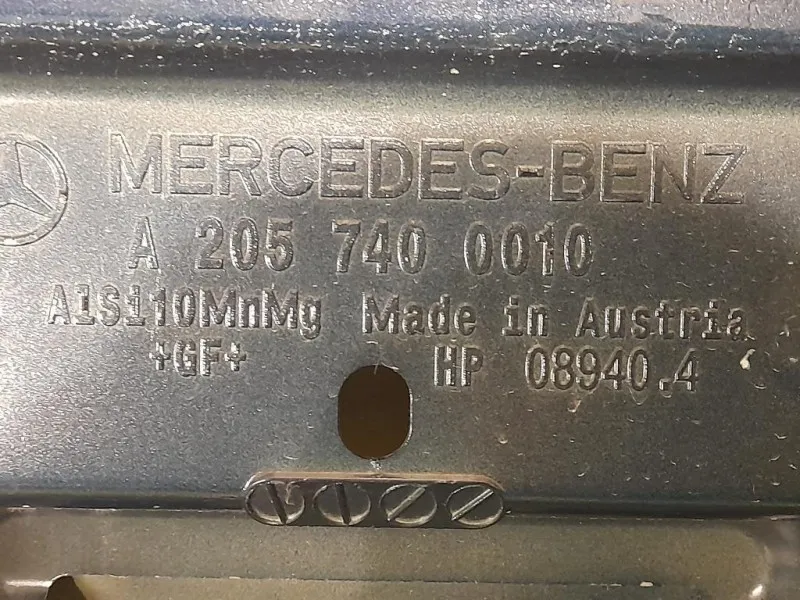 MERCEDES-BENZ
A 205 740 0010
AlSi10MnMg Made in Austria
+GF+ HP 08940.4